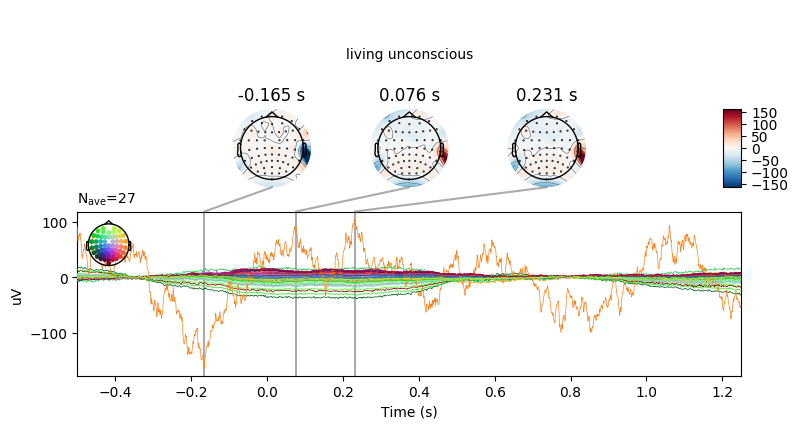 living unconscious
-0.165 s 0.076 s 0.231 s
150
100
50
0
−50
−100
−150
Nave=27
100
0
−100
uV
−0.4 −0.2 0.0 0.2 0.4 0.6 0.8 1.0 1.2
Time (s)